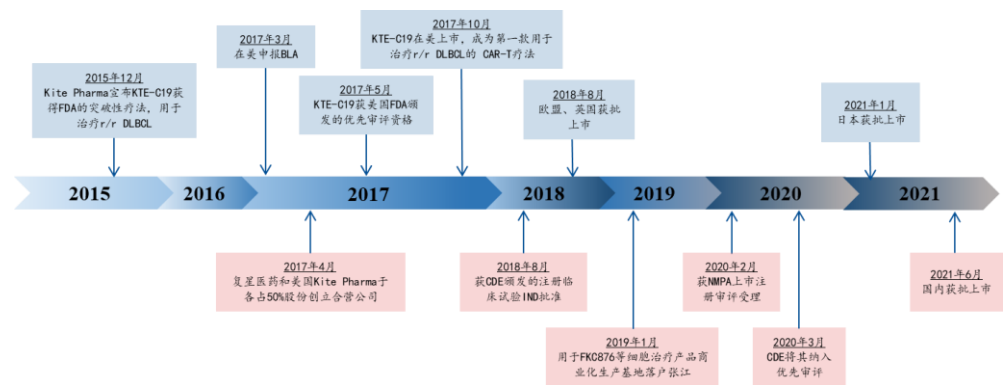 2015年12月
Kite Pharma宣布KTE-C19获
得FDA的突破性疗法，用于
治疗r/r DLBCL
2017年3月
在美申报BLA
2017年5月
KTE-C19获美国FDA颁
发的优先审评资格
2017年10月
KTE-C19在美上市，成为第一款用于
治疗r/r DLBCL的 CAR-T疗法
2018年8月
欧盟、英国获批
上市
2021年1月
日本获批上市
2015
2016
2017
2018
2019
2020
2021
2017年4月
复星医药和美国Kite Pharma于
各占50%股份创立合营公司
2018年8月
获CDE颁发的注册临
床试验IND批准
2019年1月
用于FKC876等细胞治疗产品商
业化生产基地落户张江
2020年2月
获NMPA上市注
册审评受理
2020年3月
CDE将其纳入
优先审评
2021年6月
国内获批上市